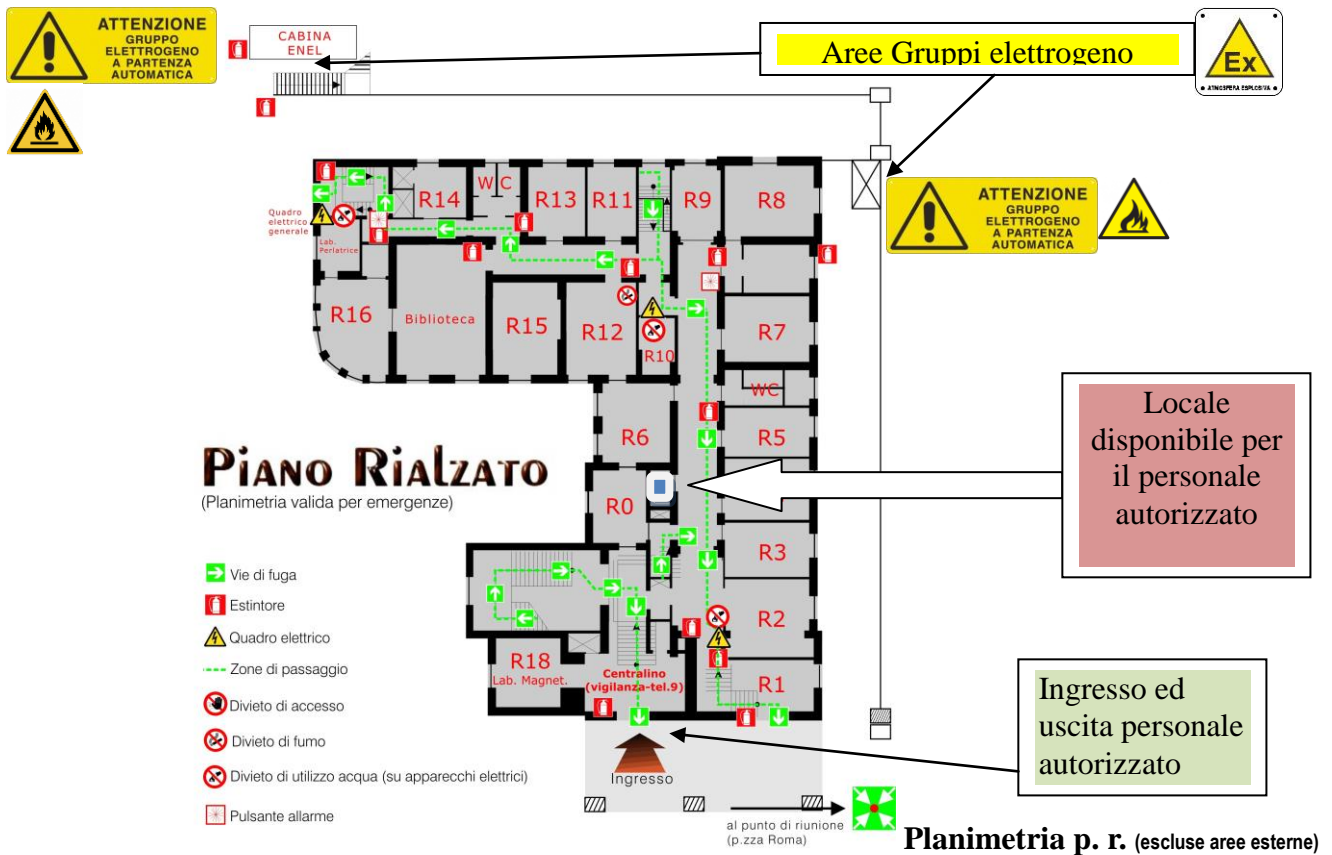 ATTENZIONE
GRUPPO
ELETTROGENO
A PARTENZA
AUTOMATICA
CABINA
ENEL
Aree Gruppi elettrogeno
Ex
ATMOSFERA ESPLOSIVA
ATTENZIONE
GRUPPO
ELETTROGENO
A PARTENZA
AUTOMATICA
R14
W C
R13
R11
R9
R8
Quadro
elettrico
generale
Lab.
Perlatrice
R16
Biblioteca
R15
R12
R10
R7
WC
R6
R5
R0
R3
R2
R18
Lab. Magnet.
Centralino
(vigilanza-tel.9)
R1
Ingresso
Piano Rialzato
(Planimetria valida per emergenze)
Vie di fuga
Estintore
Quadro elettrico
Zone di passaggio
Divieto di accesso
Divieto di fumo
Divieto di utilizzo acqua (su apparecchi elettrici)
Pulsante allarme
Locale
disponibile per
il personale
autorizzato
Ingresso ed
uscita personale
autorizzato
al punto di riunione
(p.zza Roma)
Planimetria p. r. (escluse aree esterne)